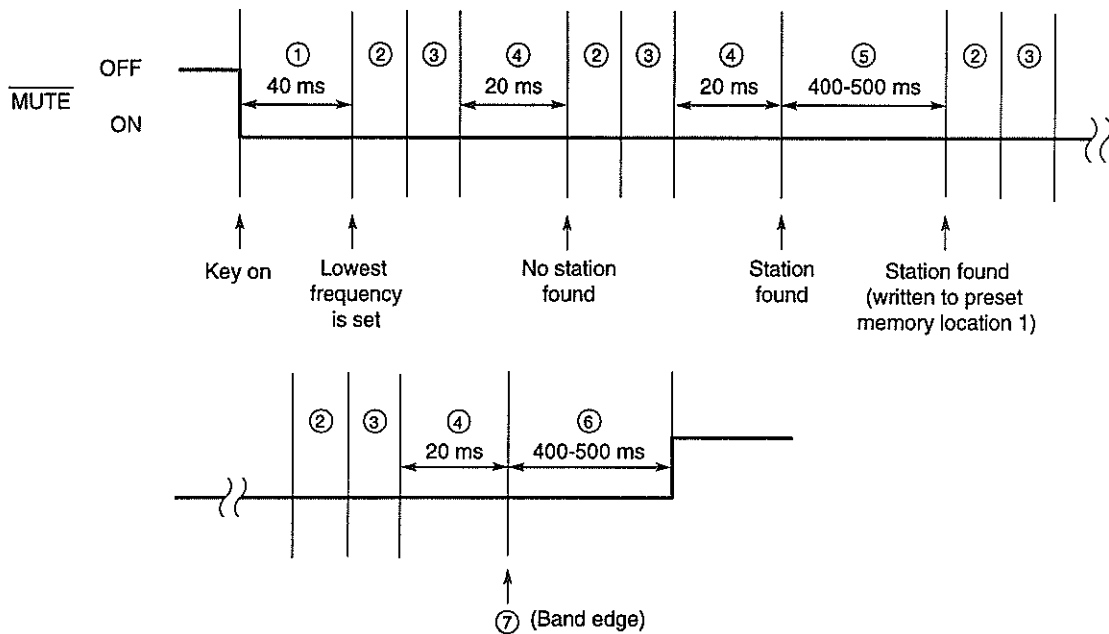 ① ② ③ ④ ② ③ ④ ⑤ ② ③
OFF
40 ms 20 ms 20 ms 400-500 ms
MUTE
ON
Key on
Lowest
frequency
is set
No station
found
Station
found
Station found
(written to preset
memory location 1)
② ③ ④ ⑥
20 ms 400-500 ms
⑦ (Band edge)